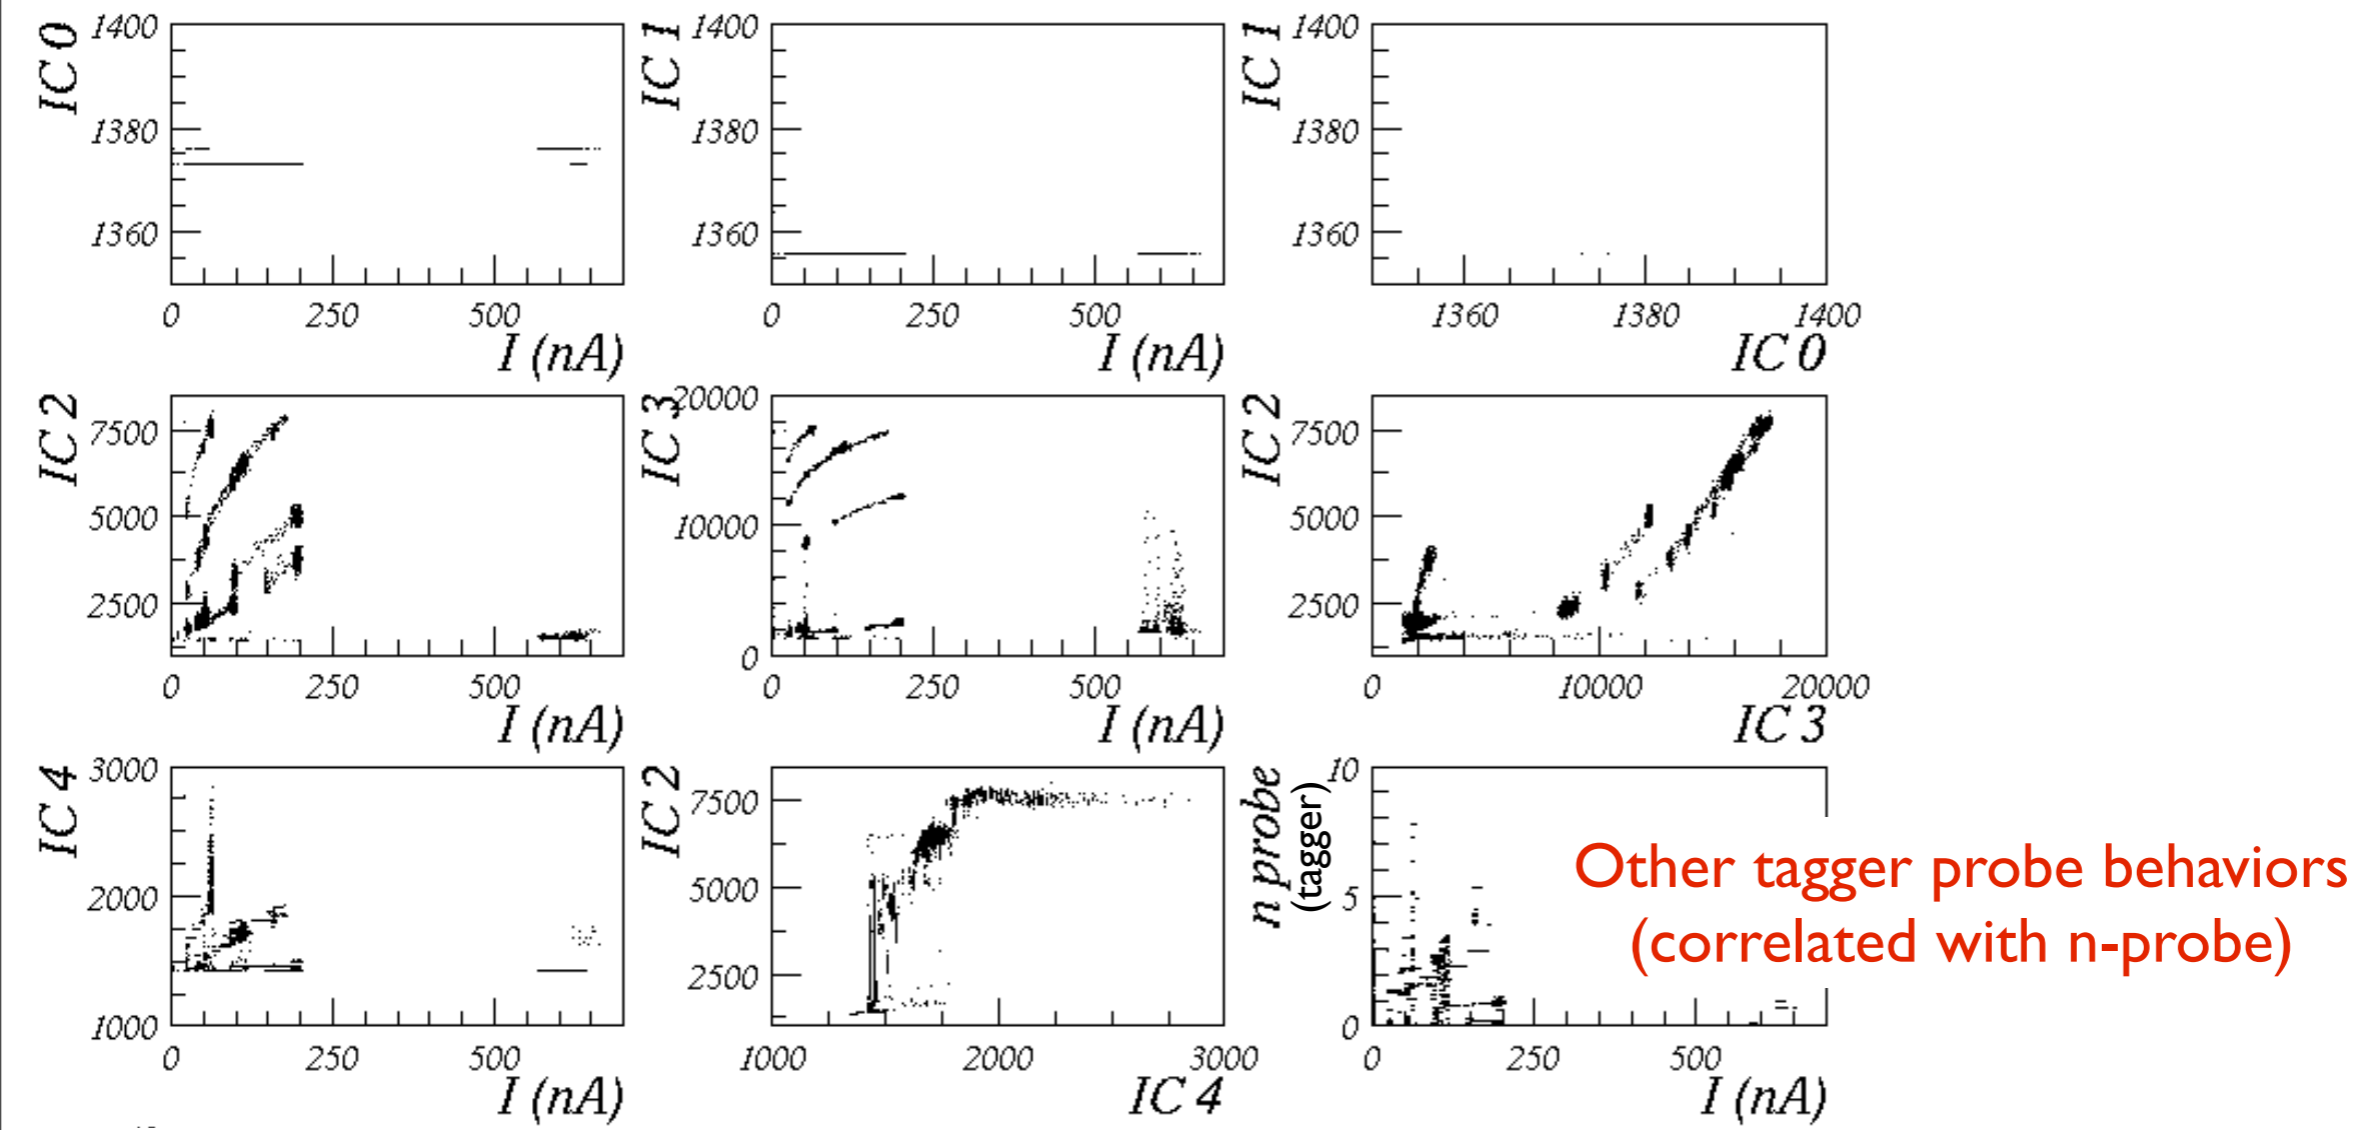 IC 0
1400
1380
1360
0 250 500
I (nA)
IC 1
1400
1380
1360
0 250 500
I (nA)
IC 1
1400
1380
1360
1360 1380 1400
IC 0
IC 2
7500
5000
2500
0 250 500
I (nA)
IC 3
20000
10000
0
0 250 500
I (nA)
IC 2
7500
5000
2500
0 10000 20000
IC 3
IC 4
3000
2000
1000
0 250 500
I (nA)
IC 2
7500
5000
2500
1000 2000 3000
IC 4
n probe
(tagger)
10
5
0
0 250 500
I (nA)
Other tagger probe behaviors
(correlated with n-probe)